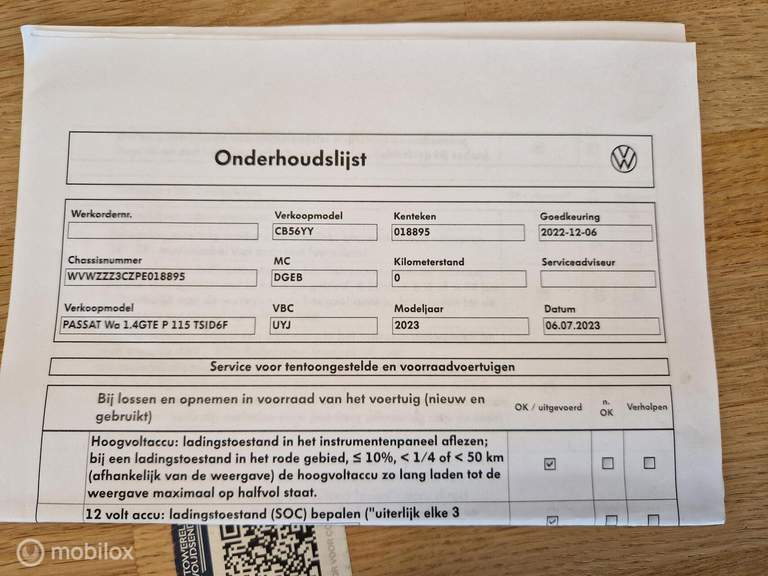 Onderhoudslijst
Werkordernr.
Verkoopmodel
CB56YY
Kenteken
018895
Goedkeuring
2022-12-06
Chassisnummer
WVWZZZ3CZPE018895
MC
DGEB
Kilometerstand
0
Serviceadviseur
Verkoopmodel
PASSAT Wa 1.4GTE P 115 TSID6F
VBC
UYJ
Modeljaar
2023
Datum
06.07.2023
Service voor tentoongestelde en voorraadvoertuigen
Bij lossen en opnemen in voorraad van het voertuig (nieuw en
gebruikt)
OK / uitgevoerd
n.
OK
Verholpen
Hoogvoltaccu: ladingstoestand in het instrumentenpaneel aflezen;
bij een ladingstoestand in het rode gebied, ≤ 10%, < 1/4 of < 50 km
(afhankelijk van de weergave) de hoogvoltaccu zo lang laden tot de
weergave maximaal op halfvol staat.
12 volt accu: ladingstoestand (SOC) bepalen ("uiterlijk elke 3
mobilox